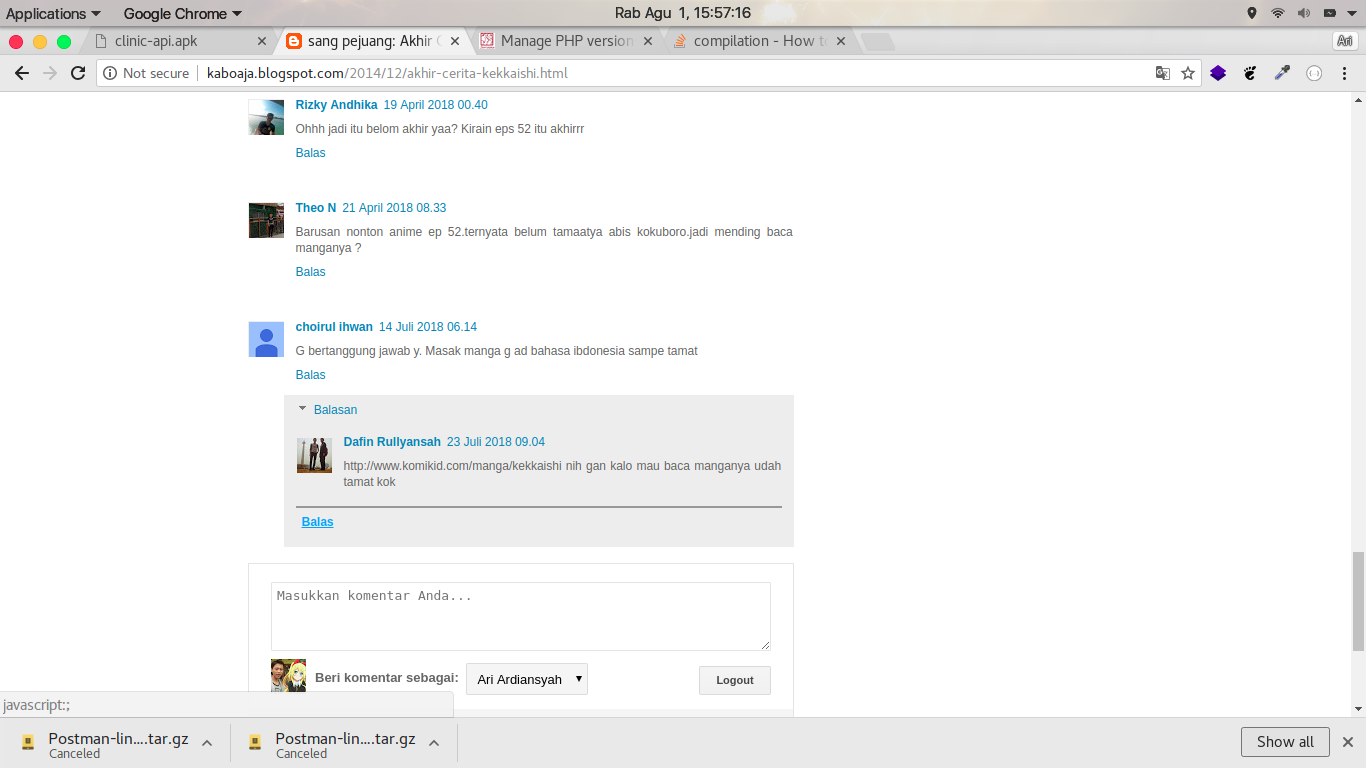 Applications Google Chrome Rab Agu 1, 15:57:16
clinic-api.apk sang pejuang: Akhir Manage PHP version compilation - How to Ari
Not secure kaboaja.blogspot.com/2014/12/akhir-cerita-kekkaishi.html
Rizky Andhika 19 April 2018 00.40
Ohhh jadi itu belom akhir yaa? Kirain eps 52 itu akhirrr
Balas
Theo N 21 April 2018 08.33
Barusan nonton anime ep 52.ternyata belum tamaatya abis kokuboro.jadi mending baca
manganya ?
Balas
choirul ihwan 14 Juli 2018 06.14
G bertanggung jawab y. Masak manga g ad bahasa ibdonesia sampe tamat
Balas
Balasan
Dafin Rullyansah 23 Juli 2018 09.04
http://www.komikid.com/manga/kekkaishi nih gan kalo mau baca manganya udah
tamat kok
Balas
Masukkan komentar Anda...
Beri komentar sebagai: Ari Ardiansyah Logout
javascript:;
Postman-lin....tar.gz Postman-lin....tar.gz Show all
Canceled Canceled